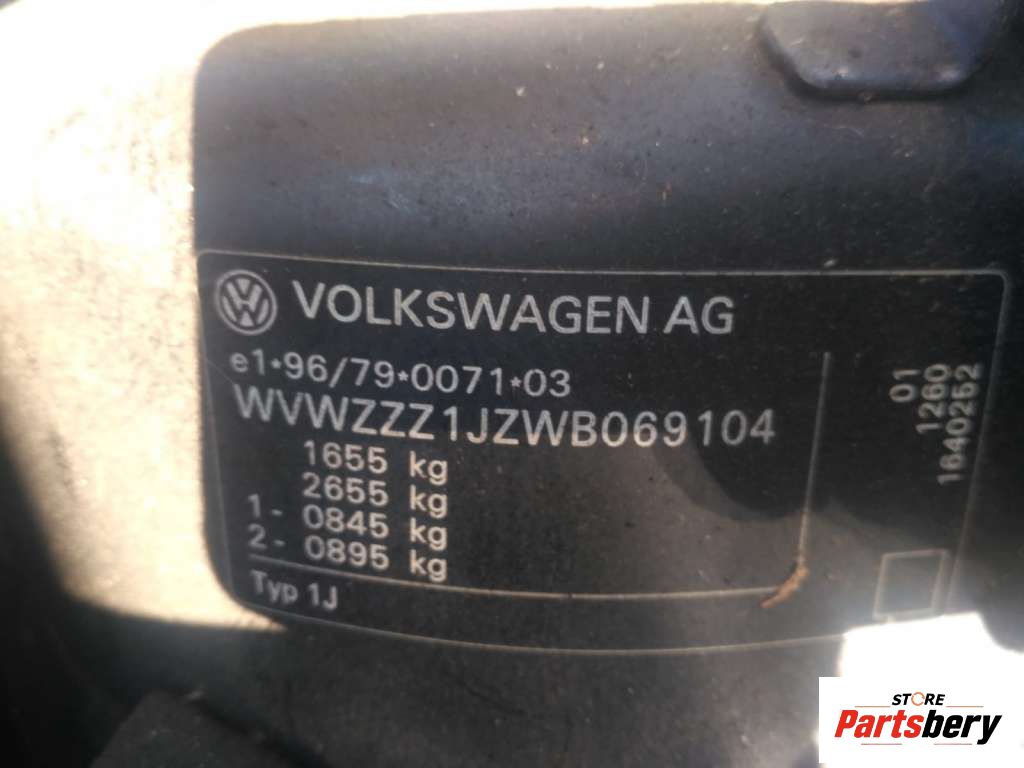 VOLKSWAGEN AG
e1*96/79*0071*03
WVWZZZ1JZWB069104
1655 kg
2655 kg
1- 0845 kg
2- 0895 kg
Typ 1J
01
1260
1640252
STORE
Partsbery